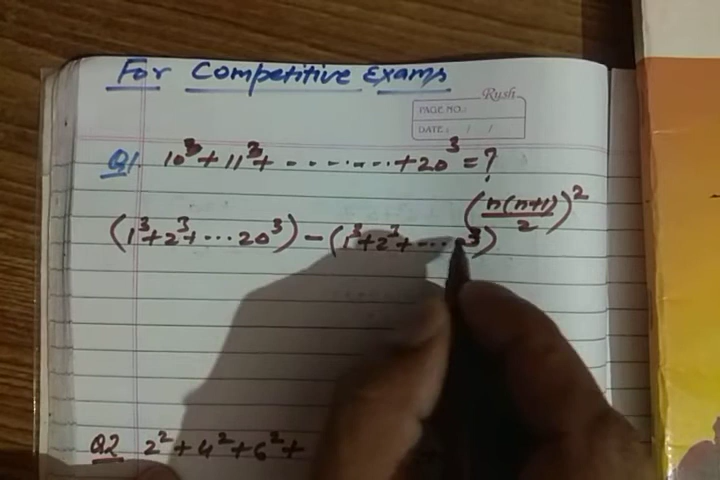 For Competitive Exams
Rysh
PAGE NO.:
DATE: / /
Q1. 10³ + 11³ + ........ + 20³ = ?
(n(n+1)/2)²
(1³+2³+...20³) - (1³+2³+... ³)
Q2 2² + 4² + 6² +